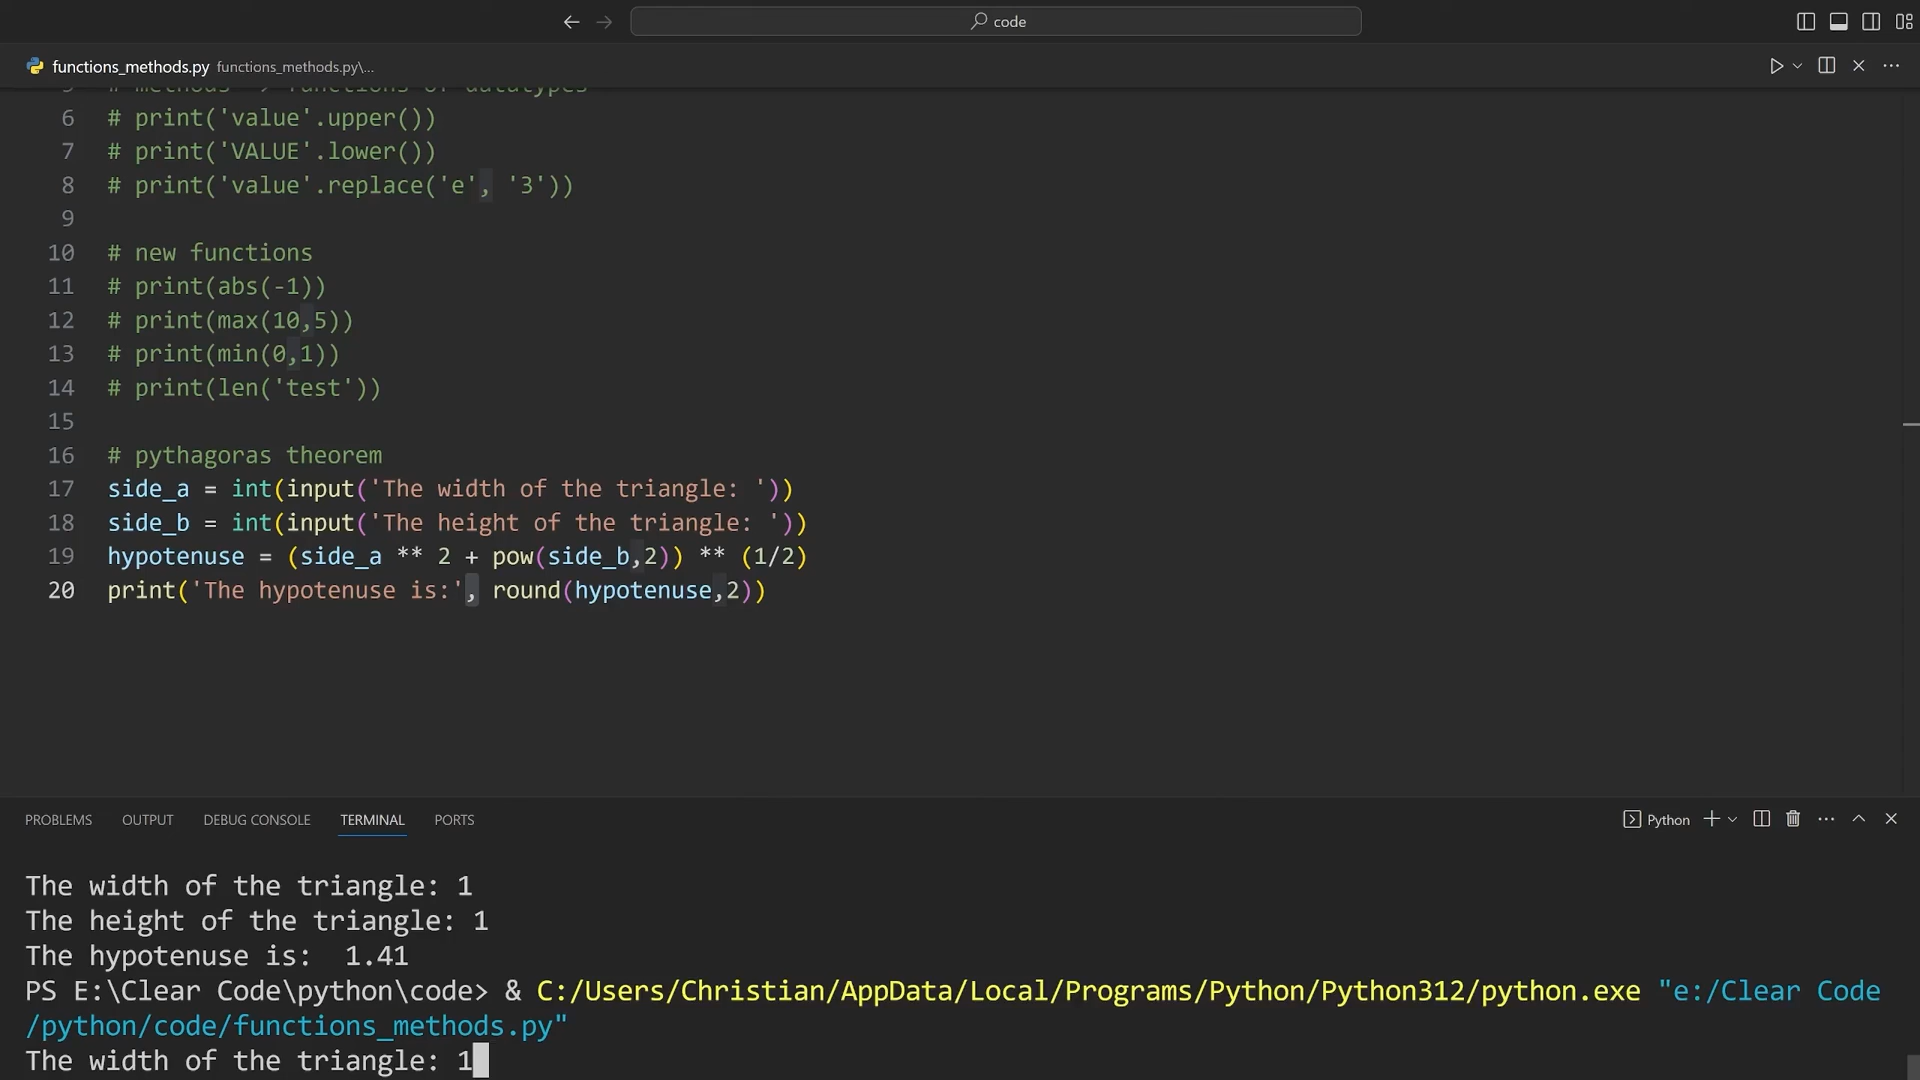 code
functions_methods.py functions_methods.py\...
5 # methods -> functions of datatypes
6 # print('value'.upper())
7 # print('VALUE'.lower())
8 # print('value'.replace('e', '3'))
9
10 # new functions
11 # print(abs(-1))
12 # print(max(10,5))
13 # print(min(0,1))
14 # print(len('test'))
15
16 # pythagoras theorem
17 side_a = int(input('The width of the triangle: '))
18 side_b = int(input('The height of the triangle: '))
19 hypotenuse = (side_a ** 2 + pow(side_b,2)) ** (1/2)
20 print('The hypotenuse is:', round(hypotenuse,2))
PROBLEMS OUTPUT DEBUG CONSOLE TERMINAL PORTS Python
The width of the triangle: 1
The height of the triangle: 1
The hypotenuse is:  1.41
PS E:\Clear Code\python\code> & C:/Users/Christian/AppData/Local/Programs/Python/Python312/python.exe "e:/Clear Code
/python/code/functions_methods.py"
The width of the triangle: 1